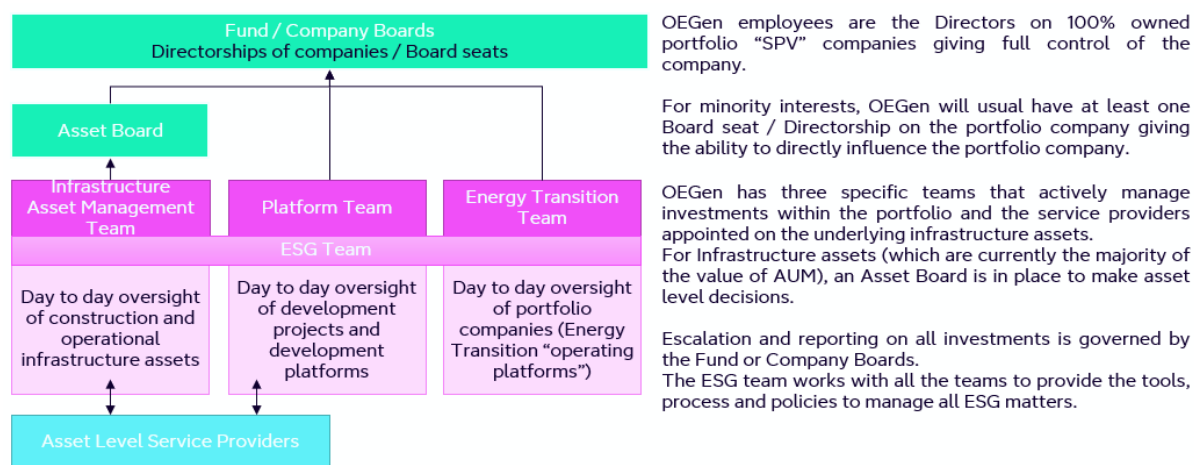 Fund / Company Boards
Directorships of companies / Board seats
Asset Board
Infrastructure
Asset Management
Team
Platform Team
Energy Transition
Team
ESG Team
Day to day oversight
of construction and
operational
infrastructure assets
Day to day oversight
of development
projects and
development
platforms
Day to day oversight
of portfolio
companies (Energy
Transition “operating
platforms”)
Asset Level Service Providers
OEGen employees are the Directors on 100% owned
portfolio “SPV” companies giving full control of the
company.
For minority interests, OEGen will usual have at least one
Board seat / Directorship on the portfolio company giving
the ability to directly influence the portfolio company.
OEGen has three specific teams that actively manage
investments within the portfolio and the service providers
appointed on the underlying infrastructure assets.
For Infrastructure assets (which are currently the majority of
the value of AUM), an Asset Board is in place to make asset
level decisions.
Escalation and reporting on all investments is governed by
the Fund or Company Boards.
The ESG team works with all the teams to provide the tools,
process and policies to manage all ESG matters.